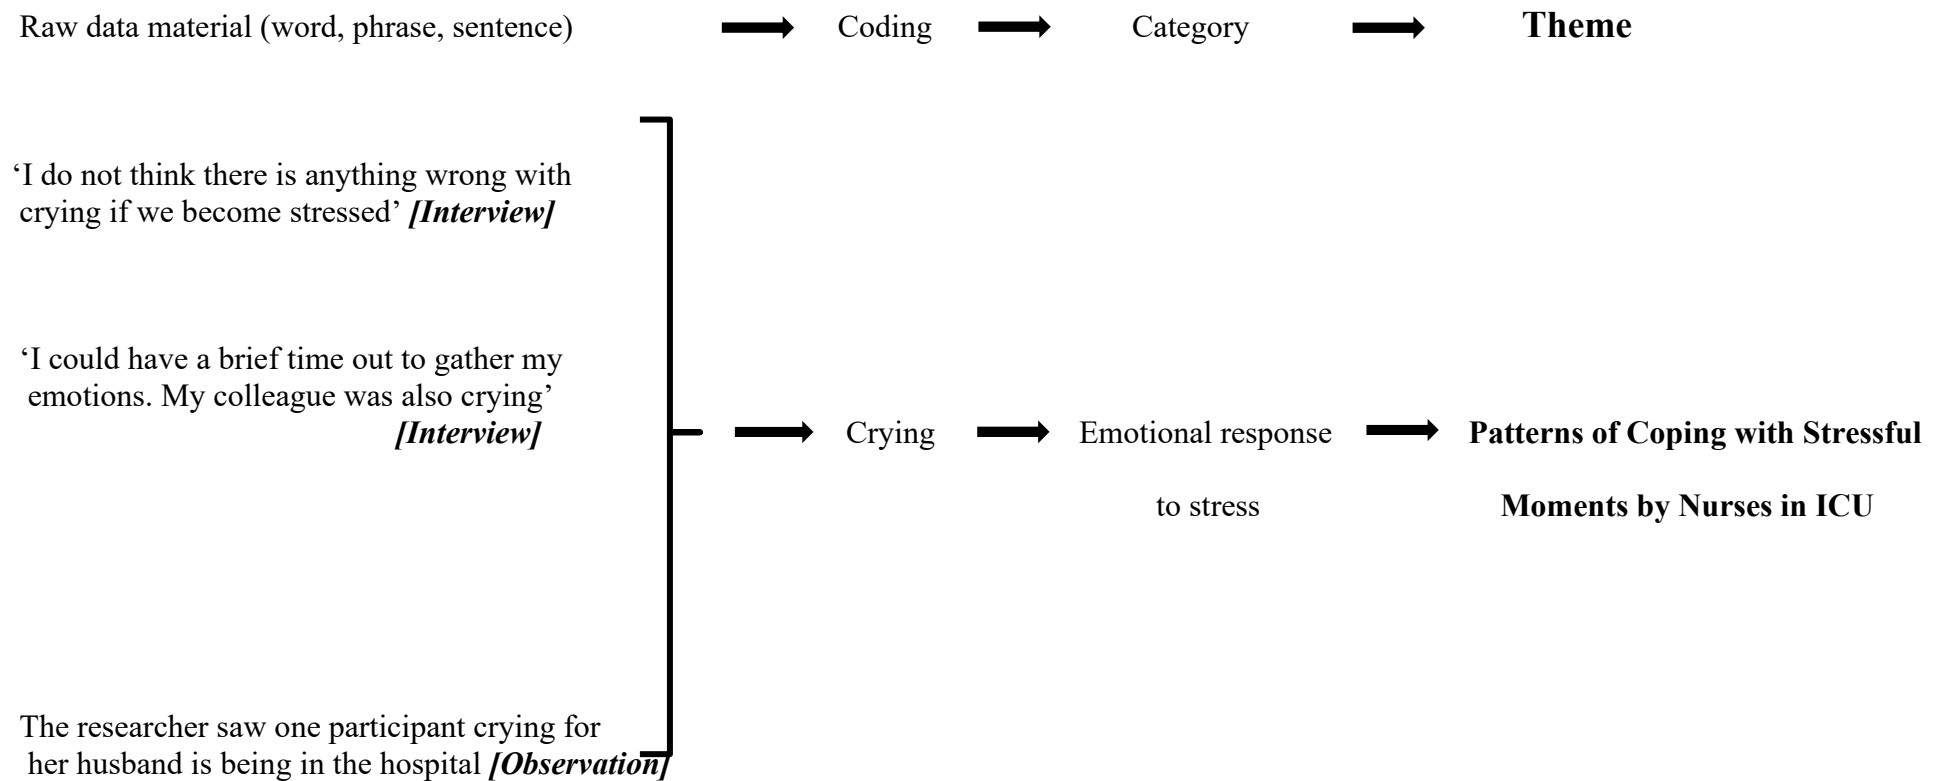 Raw data material (word, phrase, sentence) Coding Category Theme
‘I do not think there is anything wrong with
crying if we become stressed’ [Interview]
‘I could have a brief time out to gather my
emotions. My colleague was also crying’
[Interview]
Crying Emotional response Patterns of Coping with Stressful
to stress Moments by Nurses in ICU
The researcher saw one participant crying for
her husband is being in the hospital [Observation]